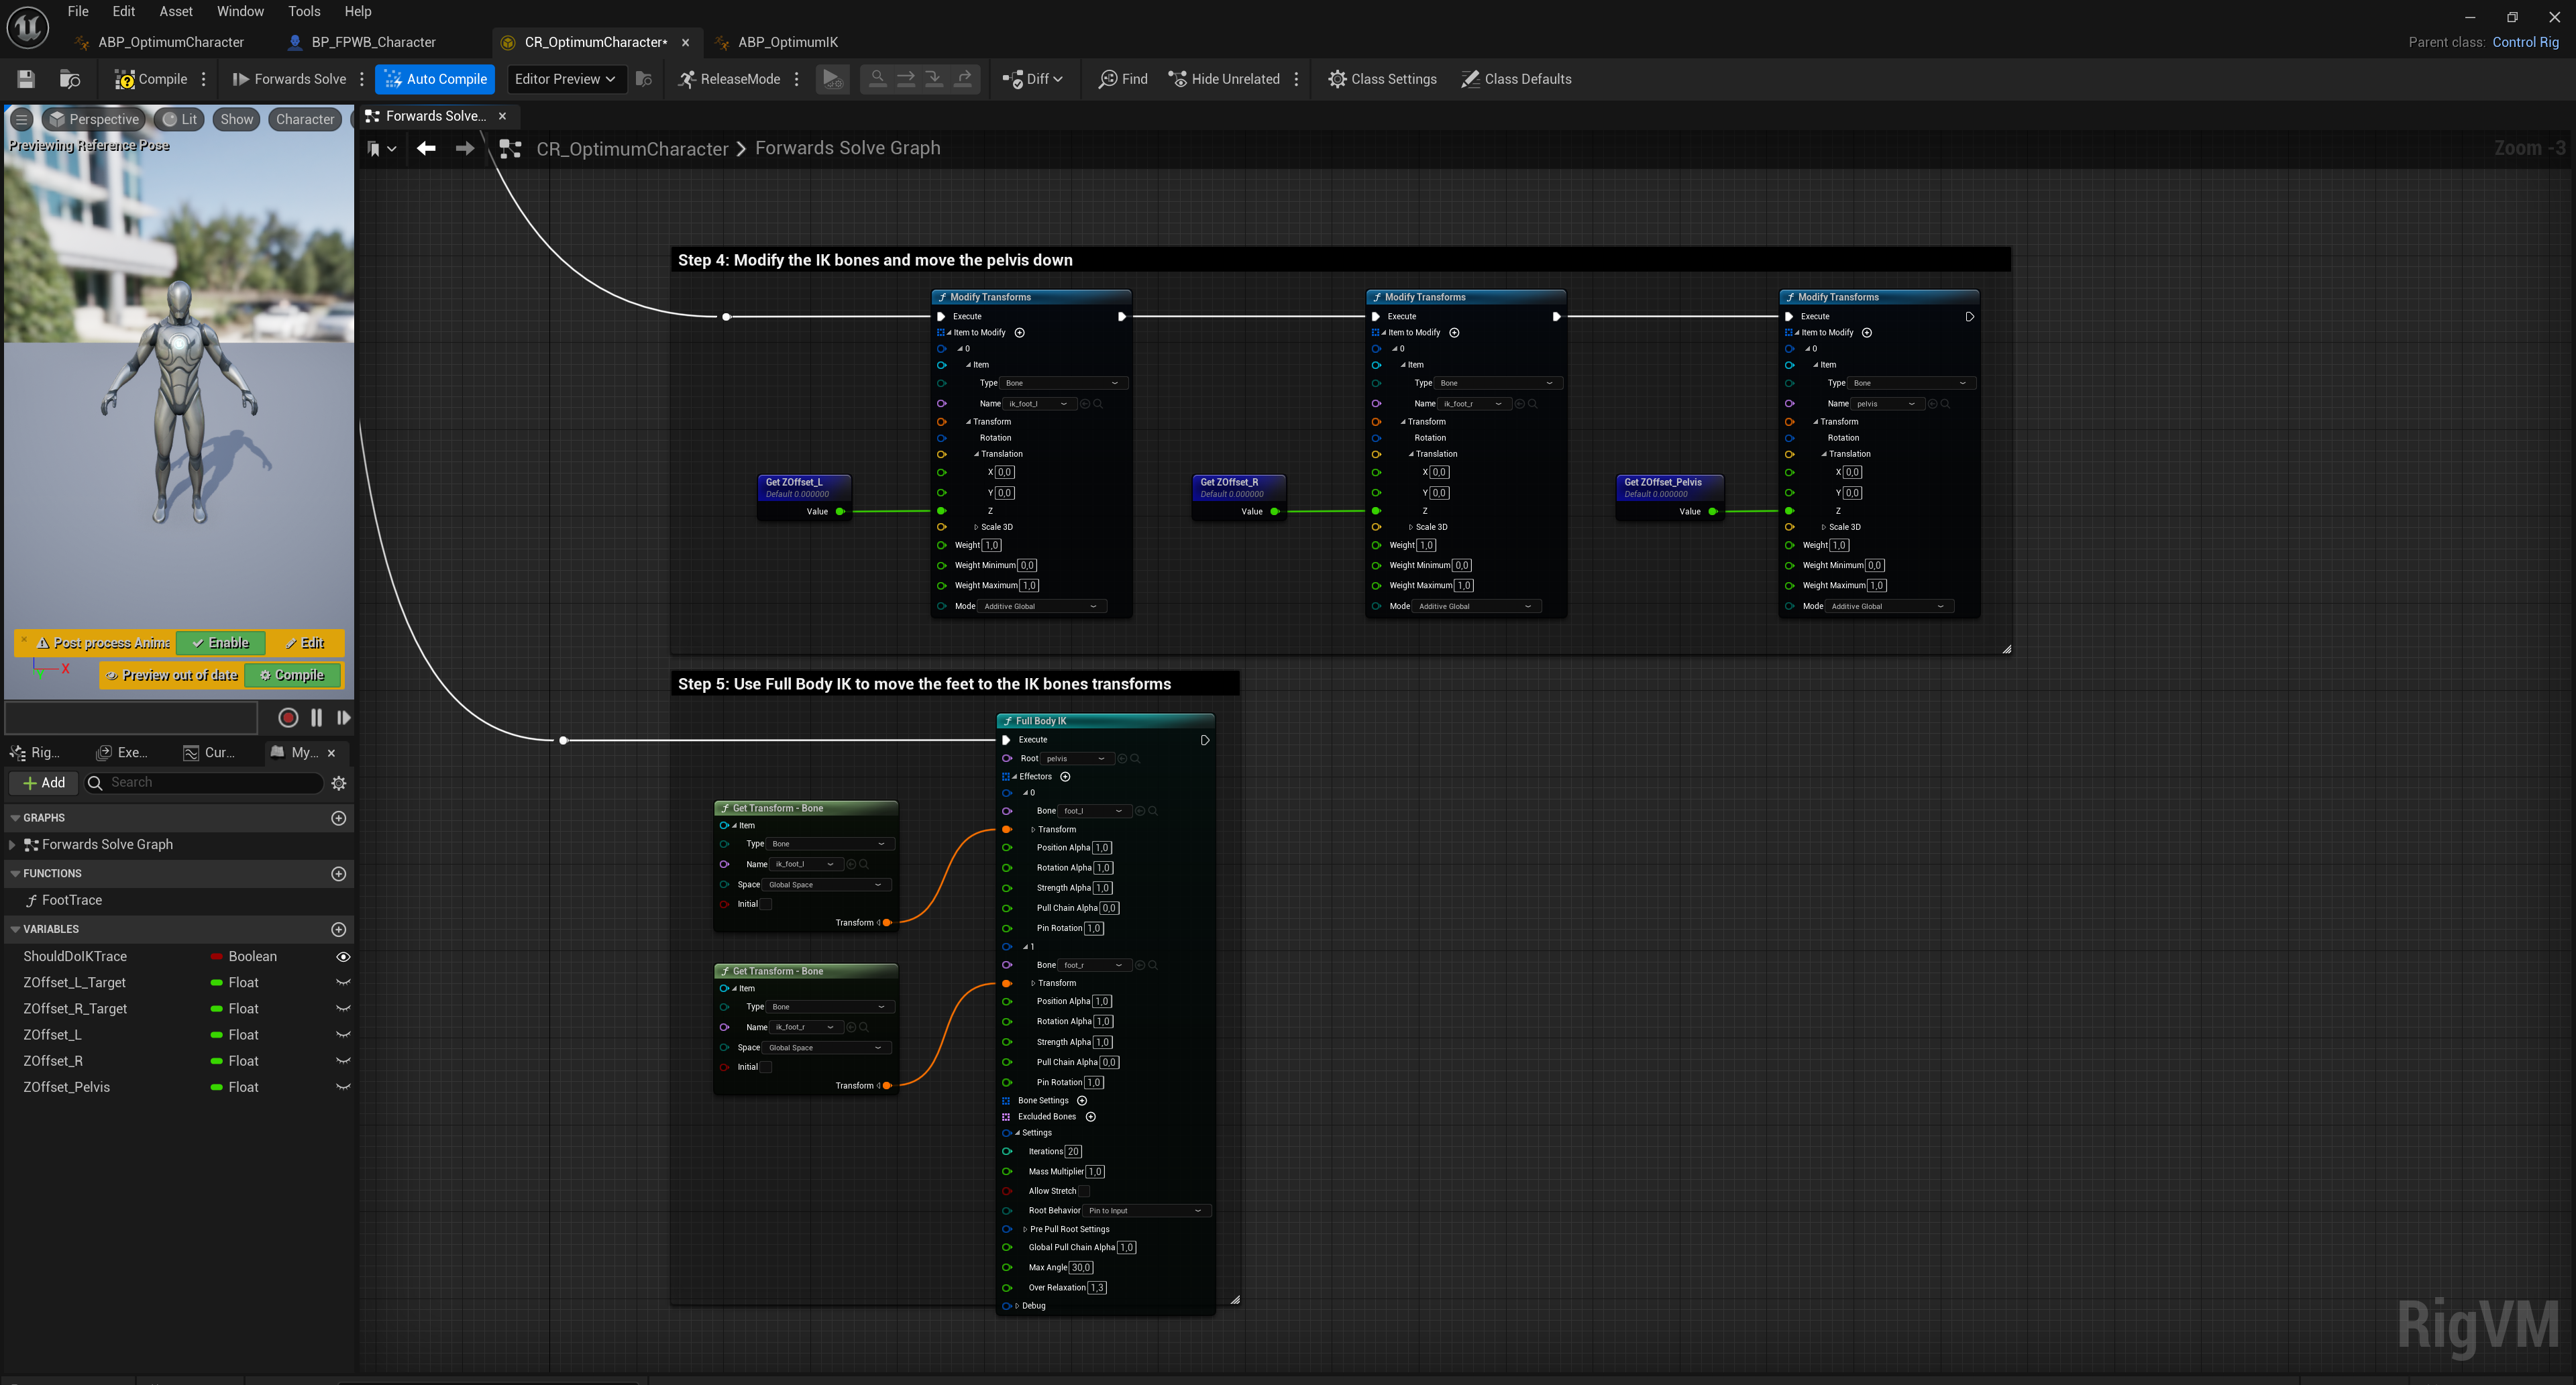 File Edit Asset Window Tools Help
ABP_OptimumCharacter BP_FPWB_Character CR_OptimumCharacter* ABP_OptimumIK
Parent class: Control Rig
Compile Forwards Solve Auto Compile Editor Preview ReleaseMode Diff Find Hide Unrelated Class Settings Class Defaults
Perspective Lit Show Character
Previewing Reference Pose
Forwards Solve...
CR_OptimumCharacter > Forwards Solve Graph
Zoom -3
Step 4: Modify the IK bones and move the pelvis down
Get ZOffset_L
Default 0.000000
Value
Modify Transforms
Execute
Item to Modify
0
Item
Type Bone
Name ik_foot_l
Transform
Rotation
Translation
X 0,0
Y 0,0
Z
Scale 3D
Weight 1,0
Weight Minimum 0,0
Weight Maximum 1,0
Mode Additive Global
Get ZOffset_R
Default 0.000000
Value
Modify Transforms
Execute
Item to Modify
0
Item
Type Bone
Name ik_foot_r
Transform
Rotation
Translation
X 0,0
Y 0,0
Z
Scale 3D
Weight 1,0
Weight Minimum 0,0
Weight Maximum 1,0
Mode Additive Global
Get ZOffset_Pelvis
Default 0.000000
Value
Modify Transforms
Execute
Item to Modify
0
Item
Type Bone
Name pelvis
Transform
Rotation
Translation
X 0,0
Y 0,0
Z
Scale 3D
Weight 1,0
Weight Minimum 0,0
Weight Maximum 1,0
Mode Additive Global
Post process Anima Enable Edit
Preview out of date Compile
X
Y
Rig... Exe... Cur... My...
Add Search
GRAPHS
Forwards Solve Graph
FUNCTIONS
FootTrace
VARIABLES
ShouldDoIKTrace Boolean
ZOffset_L_Target Float
ZOffset_R_Target Float
ZOffset_L Float
ZOffset_R Float
ZOffset_Pelvis Float
Step 5: Use Full Body IK to move the feet to the IK bones transforms
Get Transform - Bone
Item
Type Bone
Name ik_foot_l
Space Global Space
Initial
Transform
Get Transform - Bone
Item
Type Bone
Name ik_foot_r
Space Global Space
Initial
Transform
Full Body IK
Execute
Root pelvis
Effectors
0
Bone foot_l
Transform
Position Alpha 1,0
Rotation Alpha 1,0
Strength Alpha 1,0
Pull Chain Alpha 0,0
Pin Rotation 1,0
1
Bone foot_r
Transform
Position Alpha 1,0
Rotation Alpha 1,0
Strength Alpha 1,0
Pull Chain Alpha 0,0
Pin Rotation 1,0
Bone Settings
Excluded Bones
Settings
Iterations 20
Mass Multiplier 1,0
Allow Stretch
Root Behavior Pin to Input
Pre Pull Root Settings
Global Pull Chain Alpha 1,0
Max Angle 30,0
Over Relaxation 1,3
Debug
RigVM